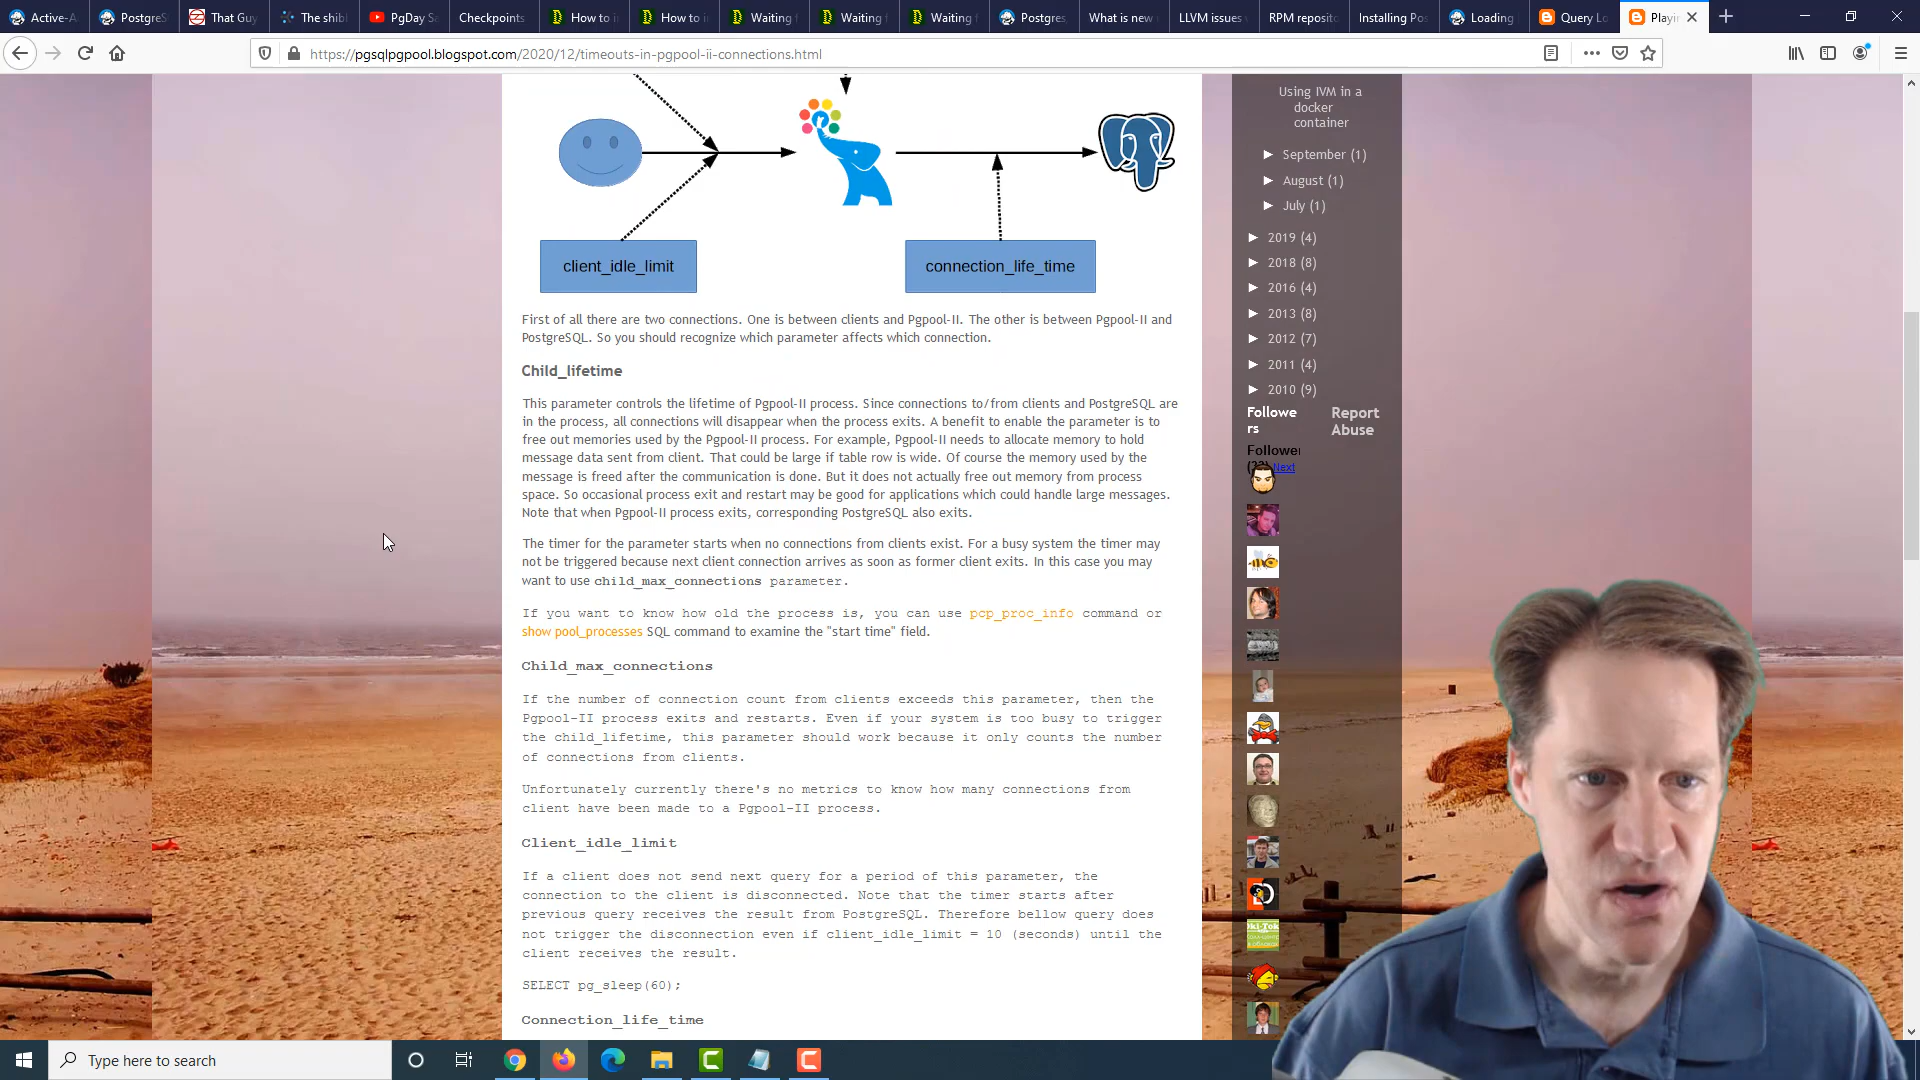 Active-A
PostgreS
That Guy
The shib
PgDay Sa
Checkpoints
How to i
How to i
Waiting
Waiting
Waiting
Postgres
What is new
LLVM issues
RPM reposito
Installing Po
Loading
Query Lo
Playi
https://pgsqlpgpool.blogspot.com/2020/12/timeouts-in-pgpool-ii-connections.html
client_idle_limit
connection_life_time
First of all there are two connections. One is between clients and Pgpool-II. The other is between Pgpool-II and
PostgreSQL. So you should recognize which parameter affects which connection.
Child_lifetime
This parameter controls the lifetime of Pgpool-II process. Since connections to/from clients and PostgreSQL are
in the process, all connections will disappear when the process exits. A benefit to enable the parameter is to
free out memories used by the Pgpool-II process. For example, Pgpool-II needs to allocate memory to hold
message data sent from client. That could be large if table row is wide. Of course the memory used by the
message is freed after the communication is done. But it does not actually free out memory from process
space. So occasional process exit and restart may be good for applications which could handle large messages.
Note that when Pgpool-II process exits, corresponding PostgreSQL also exits.
The timer for the parameter starts when no connections from clients exist. For a busy system the timer may
not be triggered because next client connection arrives as soon as former client exits. In this case you may
want to use child_max_connections parameter.
If you want to know how old the process is, you can use pcp_proc_info command or
show pool_processes SQL command to examine the "start time" field.
Child_max_connections
If the number of connection count from clients exceeds this parameter, then the
Pgpool-II process exits and restarts. Even if your system is too busy to trigger
the child_lifetime, this parameter should work because it only counts the number
of connections from clients.
Unfortunately currently there's no metrics to know how many connections from
client have been made to a Pgpool-II process.
Client_idle_limit
If a client does not send next query for a period of this parameter, the
connection to the client is disconnected. Note that the timer starts after
previous query receives the result from PostgreSQL. Therefore bellow query does
not trigger the disconnection even if client_idle_limit = 10 (seconds) until the
client receives the result.
SELECT pg_sleep(60);
Connection_life_time
Using IVM in a
docker
container
► September (1)
► August (1)
► July (1)
► 2019 (4)
► 2018 (8)
► 2016 (4)
► 2013 (8)
► 2012 (7)
► 2011 (4)
► 2010 (9)
Followe
rs
Report
Abuse
Follower
Next
Type here to search